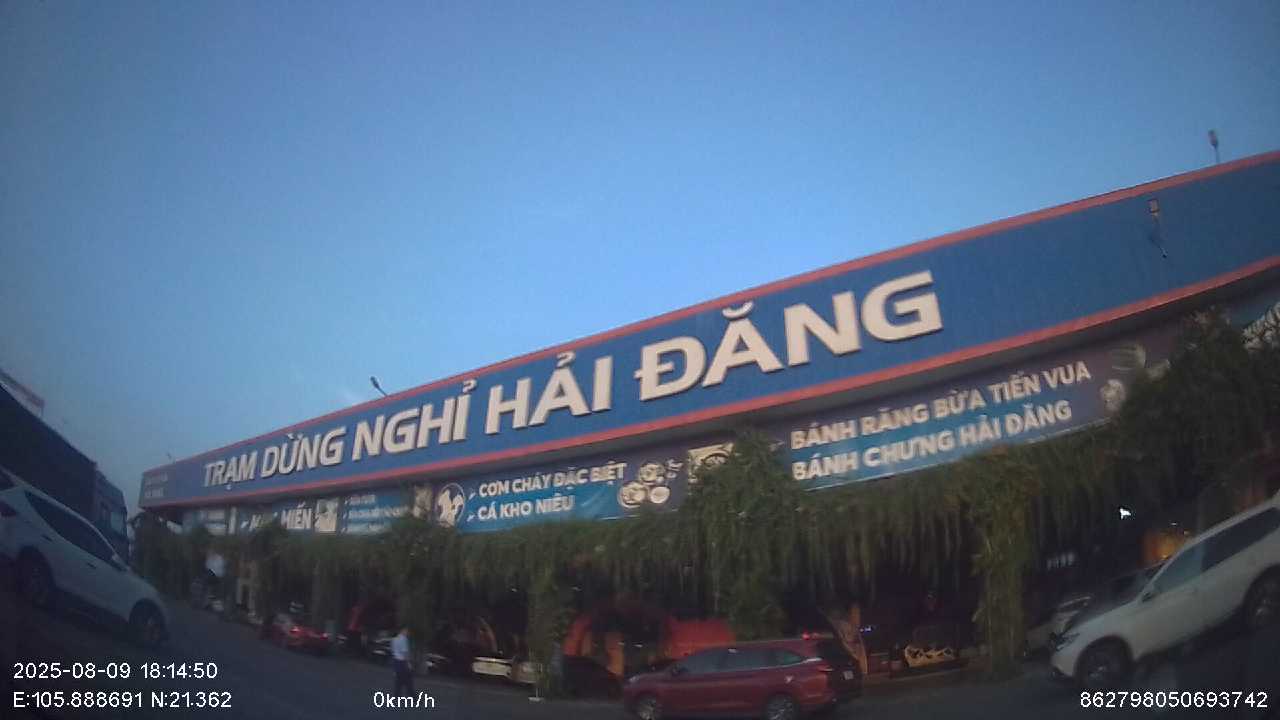 TRẠM DỪNG NGHỈ HẢI ĐĂNG
CƠM CHÁY ĐẶC BIỆT
CÁ KHO NIÊU
BÁNH RĂNG BỪA TIẾN VUA
BÁNH CHƯNG HẢI ĐĂNG
MIẾN
2025-08-09 18:14:50
E:105.888691 N:21.362
0km/h
862798050693742